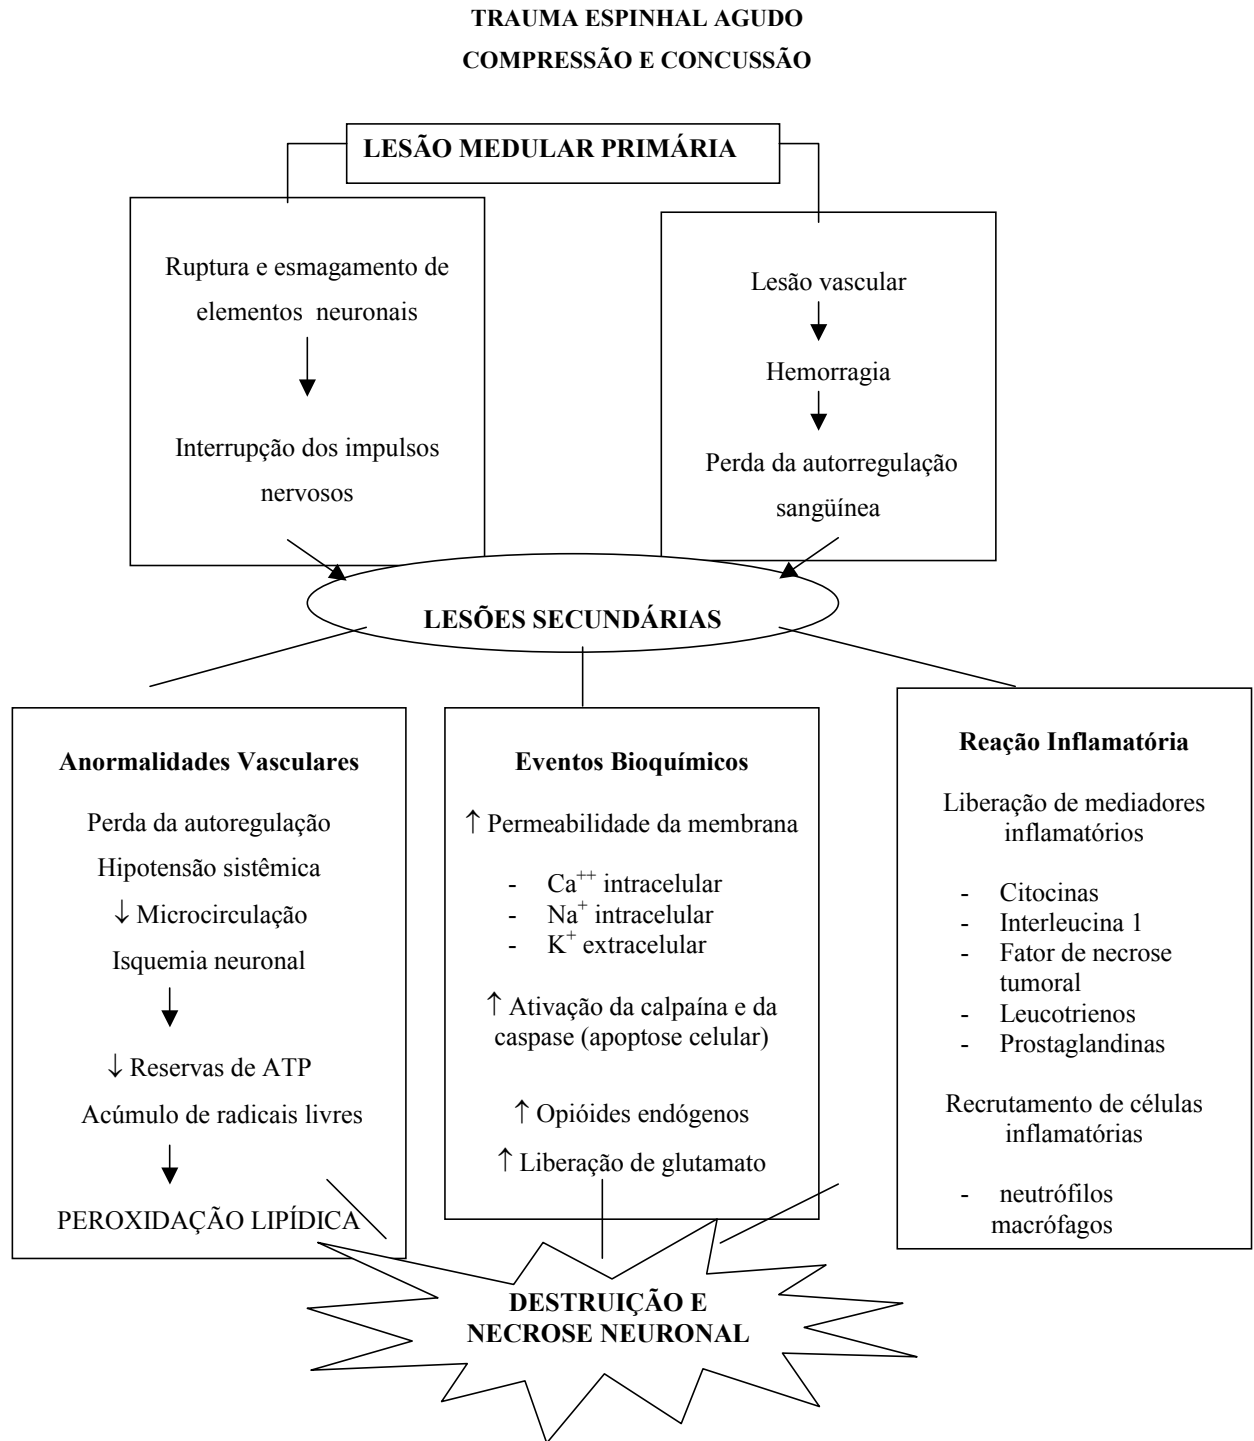 TRAUMA ESPINHAL AGUDO
COMPRESSÃO E CONCUSSÃO
LESÃO MEDULAR PRIMÁRIA
Ruptura e esmagamento de
elementos neuronais
Interrupção dos impulsos
nervosos
Lesão vascular
Hemorragia
Perda da autorregulação
sangüínea
LESÕES SECUNDÁRIAS
Anormalidades Vasculares
Perda da autoregulação
Hipotensão sistêmica
↓ Microcirculação
Isquemia neuronal
↓ Reservas de ATP
Acúmulo de radicais livres
PEROXIDAÇÃO LIPÍDICA
Eventos Bioquímicos
↑ Permeabilidade da membrana
- Ca⁺⁺ intracelular
- Na⁺ intracelular
- K⁺ extracelular
↑ Ativação da calpaína e da
caspase (apoptose celular)
↑ Opióides endógenos
↑ Liberação de glutamato
Reação Inflamatória
Liberação de mediadores
inflamatórios
- Citocinas
- Interleucina 1
- Fator de necrose
tumoral
- Leucotrienos
- Prostaglandinas
Recrutamento de células
inflamatórias
- neutrófilos
macrófagos
DESTRUIÇÃO E
NECROSE NEURONAL